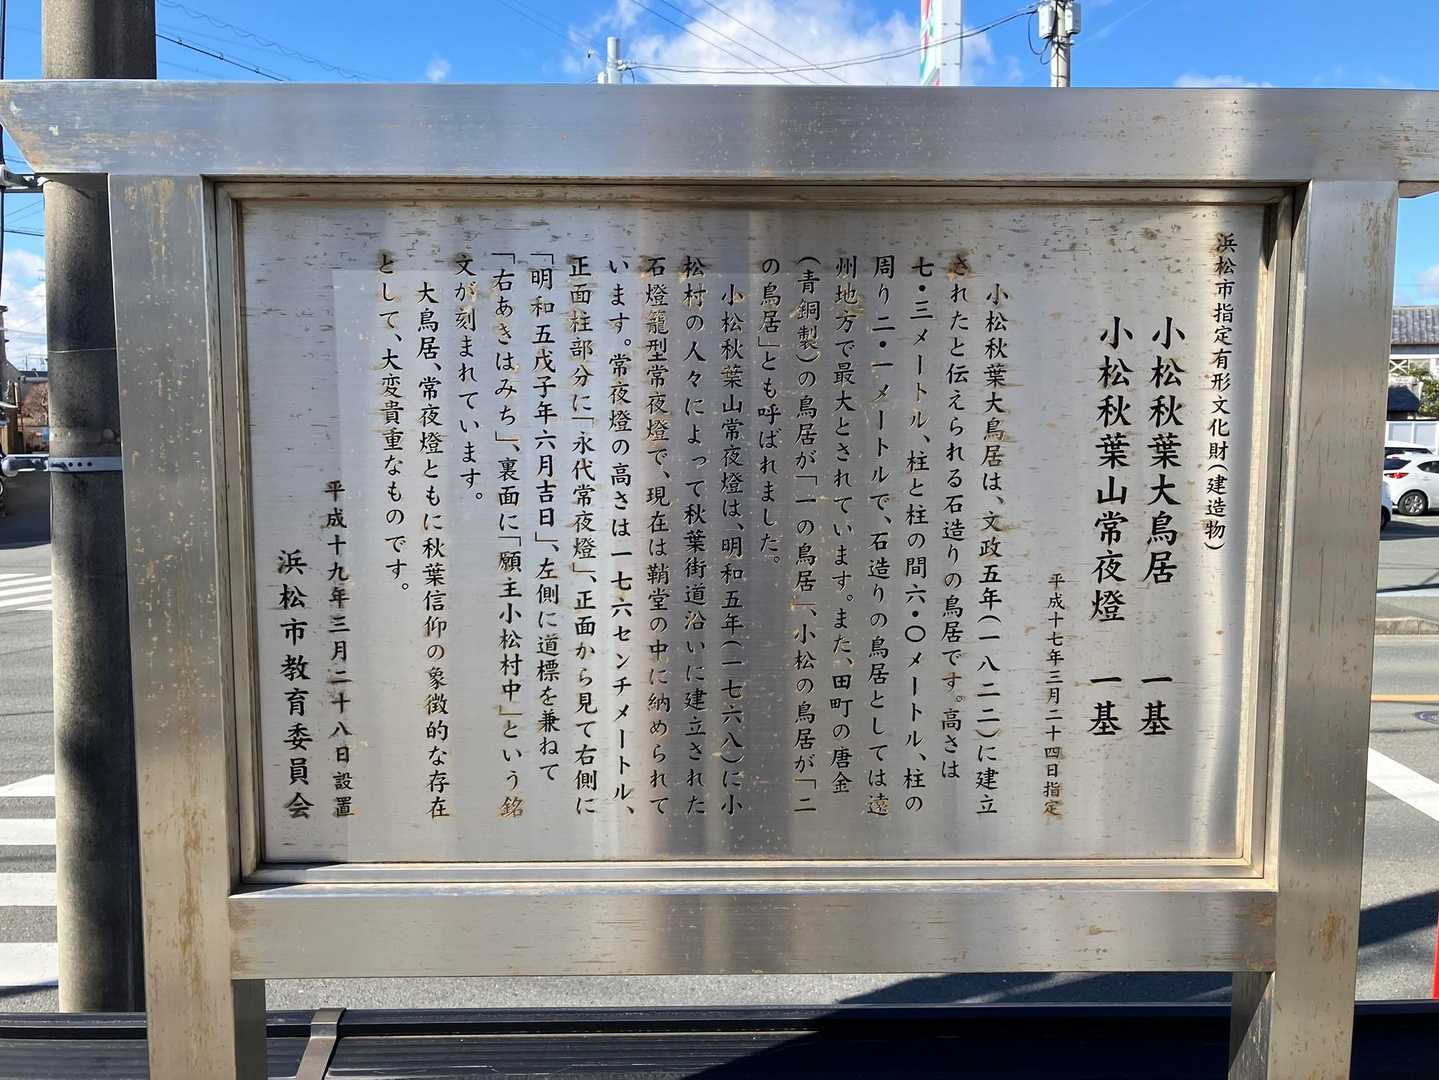 浜松市指定有形文化財(建造物)
小松秋葉大鳥居 一基
小松秋葉山常夜燈 一基
平成十七年三月二十四日指定
小松秋葉大鳥居は、文政五年(一八二二)に建立
されたと伝えられる石造りの鳥居です。高さは
七・三メートル、柱と柱の間六・〇メートル、柱の
周り二・一メートルで、石造りの鳥居としては遠
州地方で最大とされています。また、田町の唐金
(青銅製)の鳥居が「一の鳥居」、小松の鳥居が「二
の鳥居」とも呼ばれました。
小松秋葉山常夜燈は、明和五年(一七六八)に小
松村の人々によって秋葉街道沿いに建立された
石燈籠型常夜燈で、現在は鞘堂の中に納められて
います。常夜燈の高さは一七六センチメートル、
正面柱部分に「永代常夜燈」、正面から見て右側に
「明和五戊子年六月吉日」、左側に道標を兼ねて
「右あきはみち」、裏面に「願主小松村中」という銘
文が刻まれています。
大鳥居、常夜燈ともに秋葉信仰の象徴的な存在
として、大変貴重なものです。
平成十九年三月二十八日設置
浜松市教育委員会